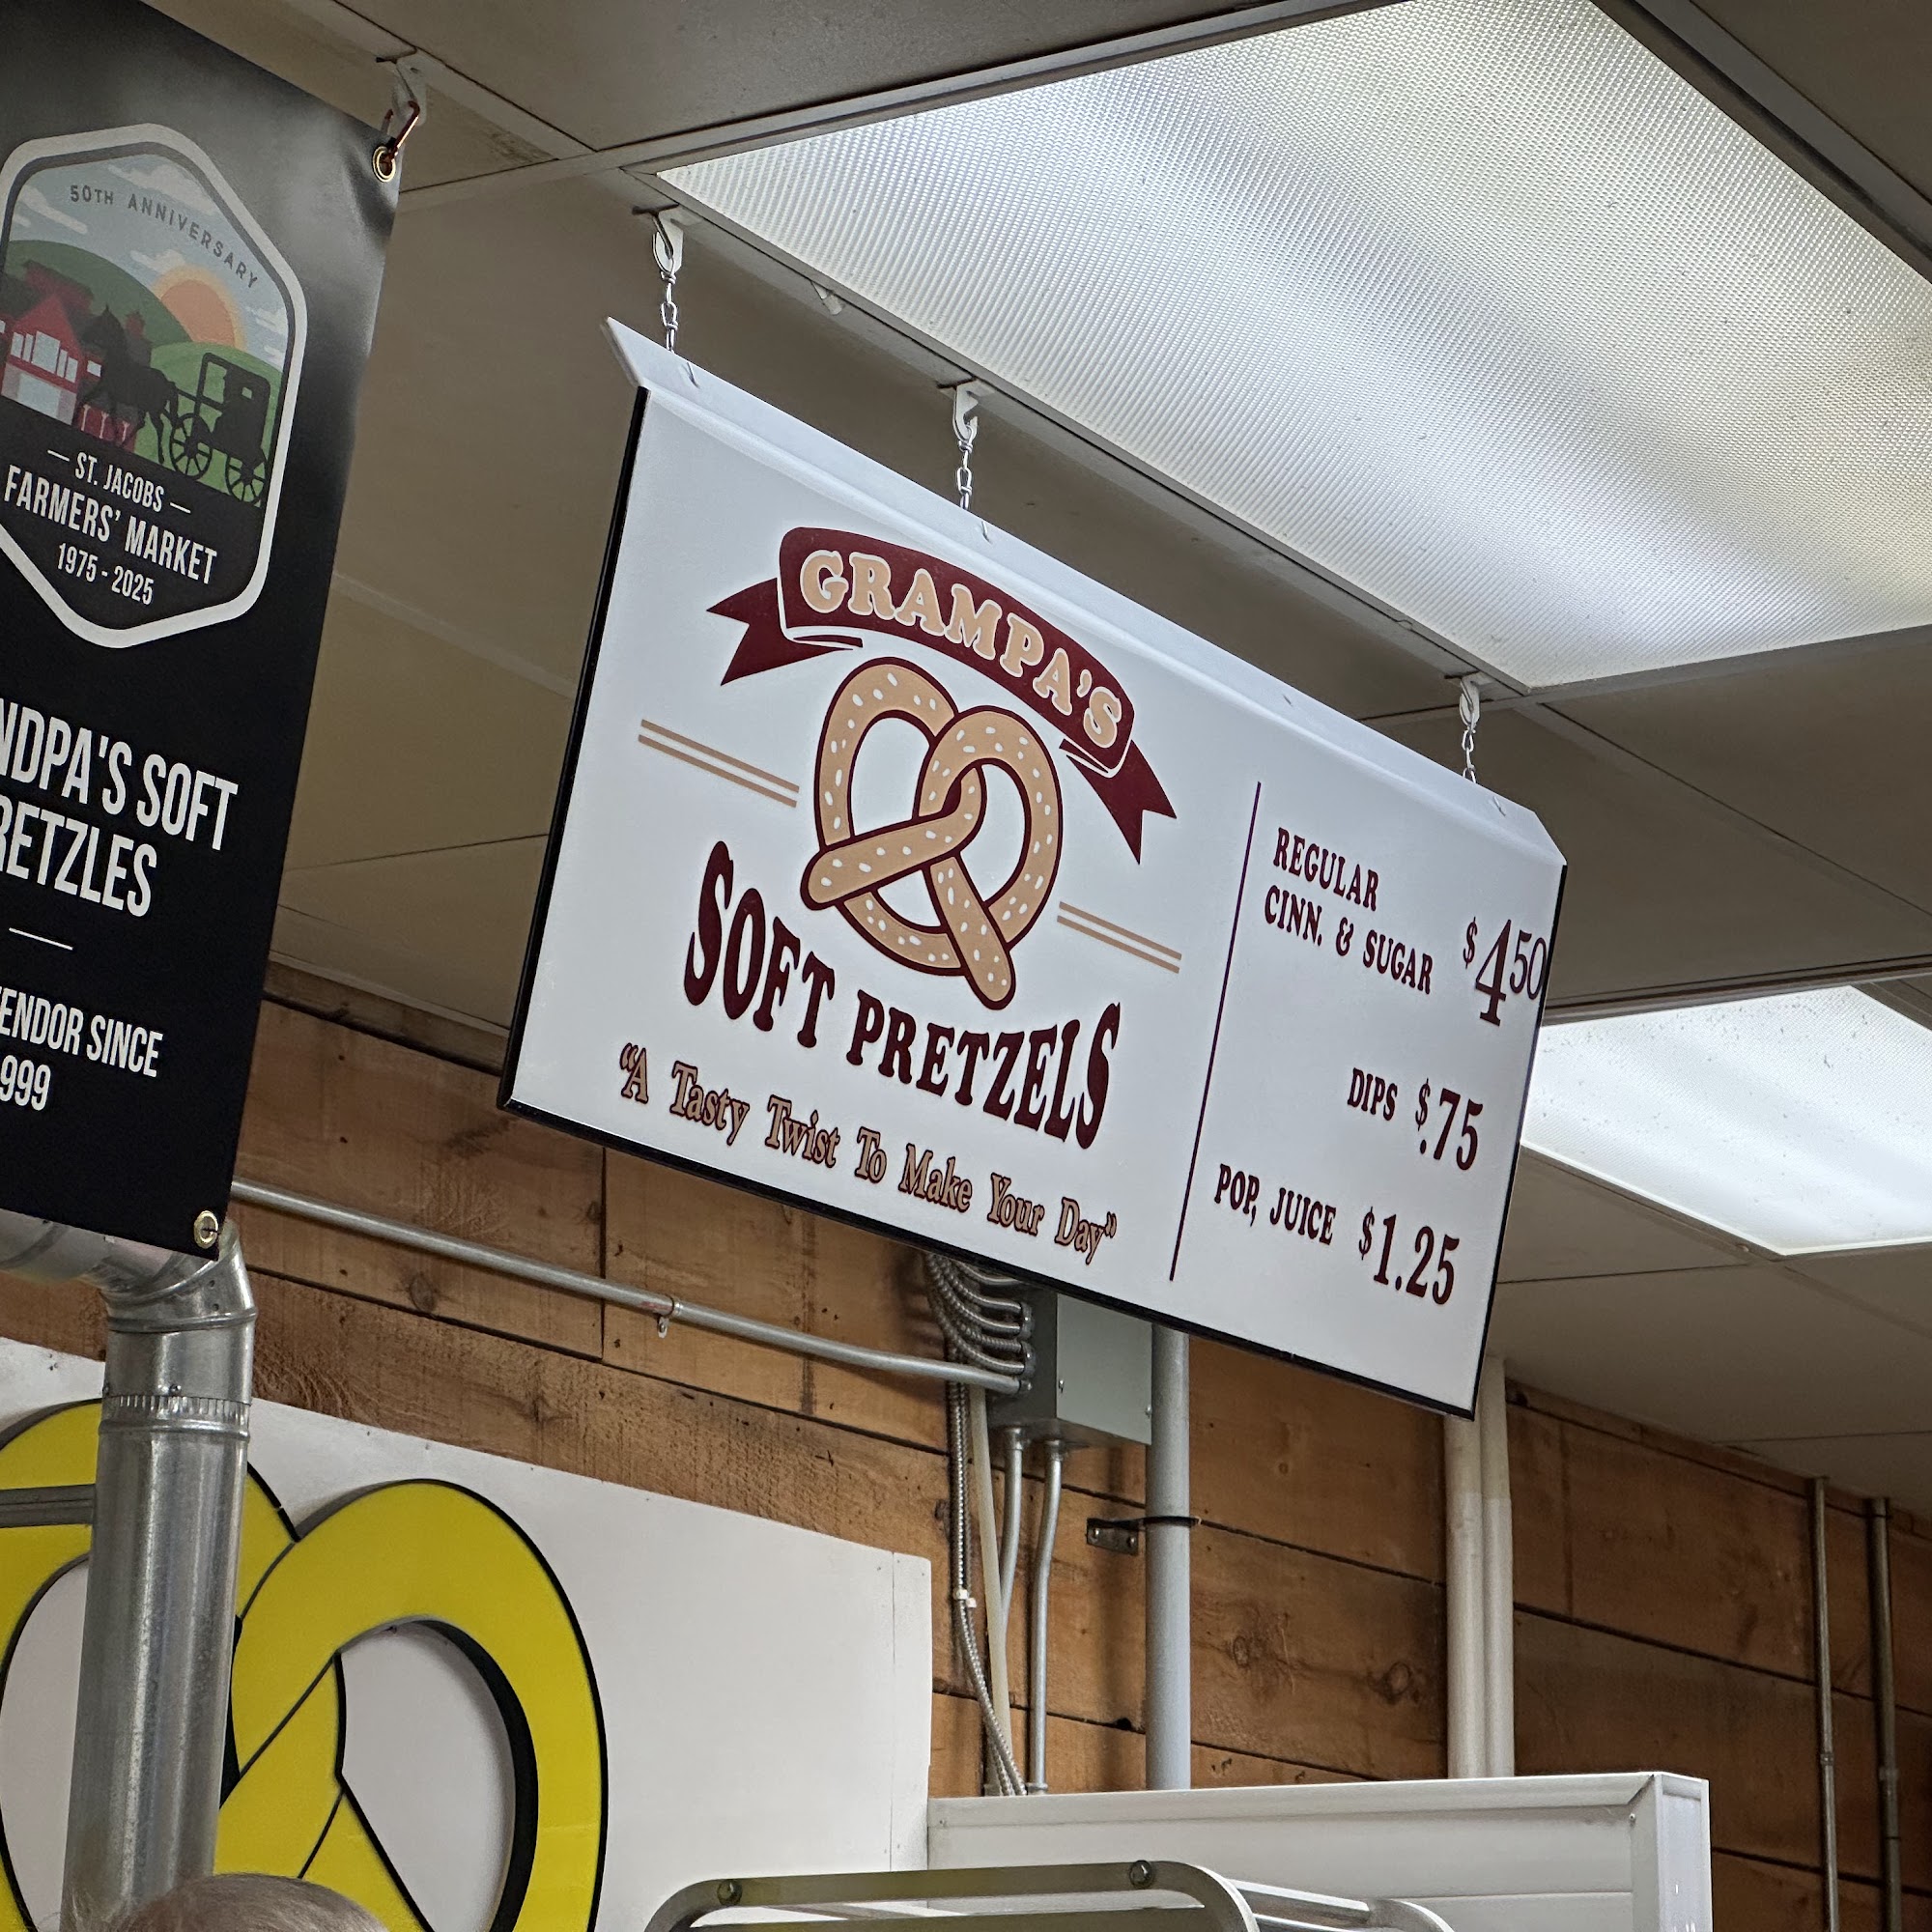 50TH ANNIVERSARY
— ST. JACOBS —
FARMERS' MARKET
1975 - 2025
NDPA'S SOFT
RETZLES
ENDOR SINCE
999
GRAMPA'S
SOFT PRETZELS
“A Tasty Twist To Make Your Day”
REGULAR
CINN. & SUGAR $4.50
DIPS $.75
POP, JUICE $1.25